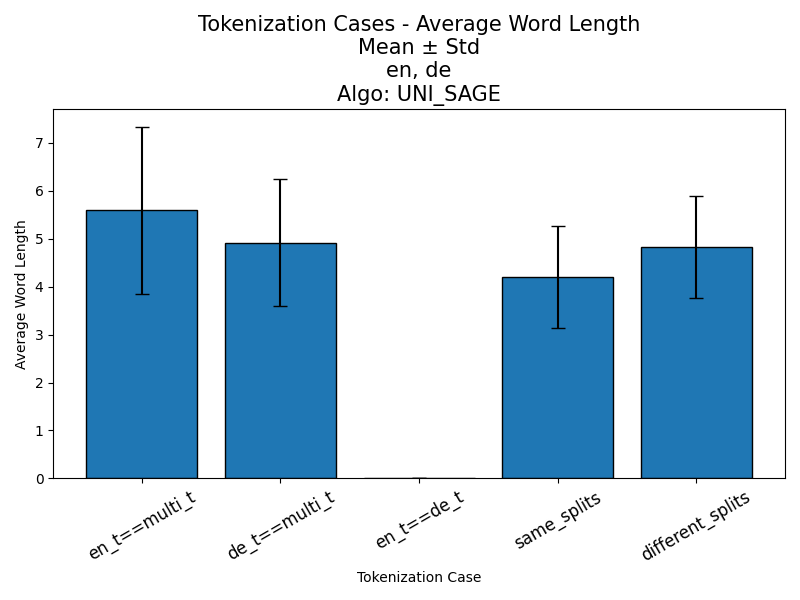 Tokenization Cases - Average Word Length
Mean ± Std
en, de
Algo: UNI_SAGE
Average Word Length
7
6
5
4
3
2
1
0
en_t==multi_t
de_t==multi_t
en_t==de_t
same_splits
different_splits
Tokenization Case